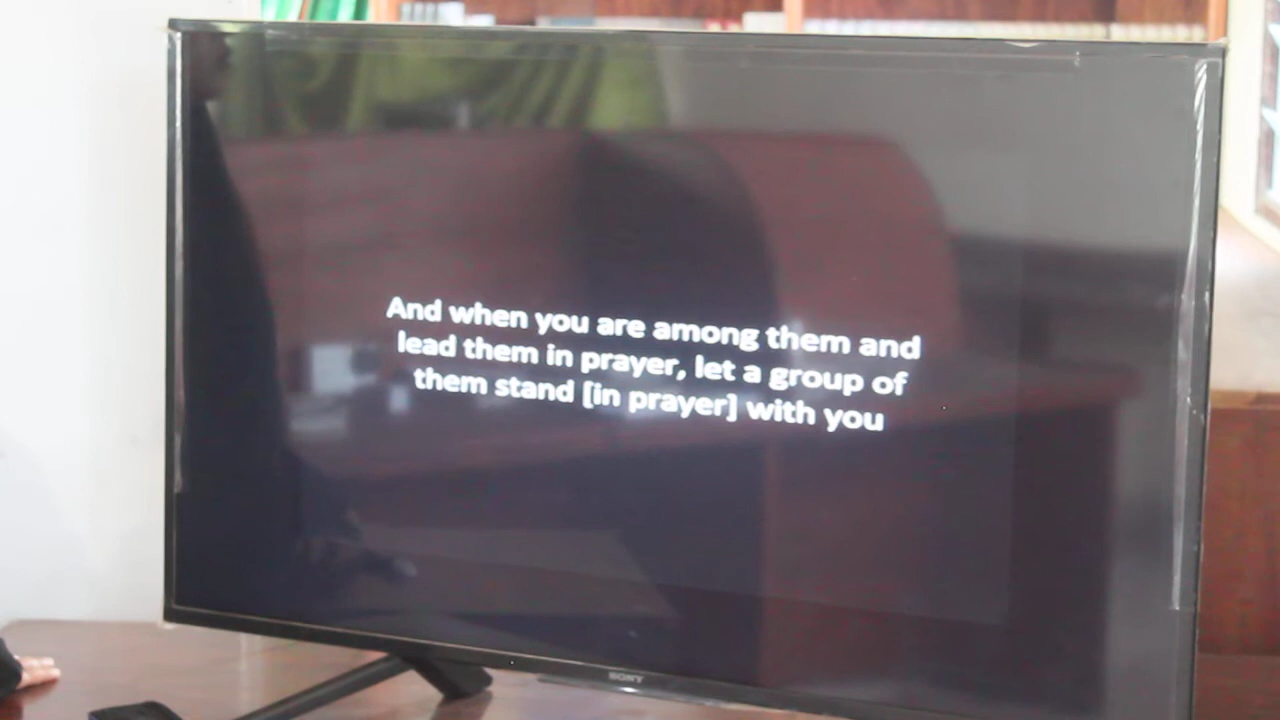 And when you are among them and
lead them in prayer, let a group of
them stand [in prayer] with you
SONY